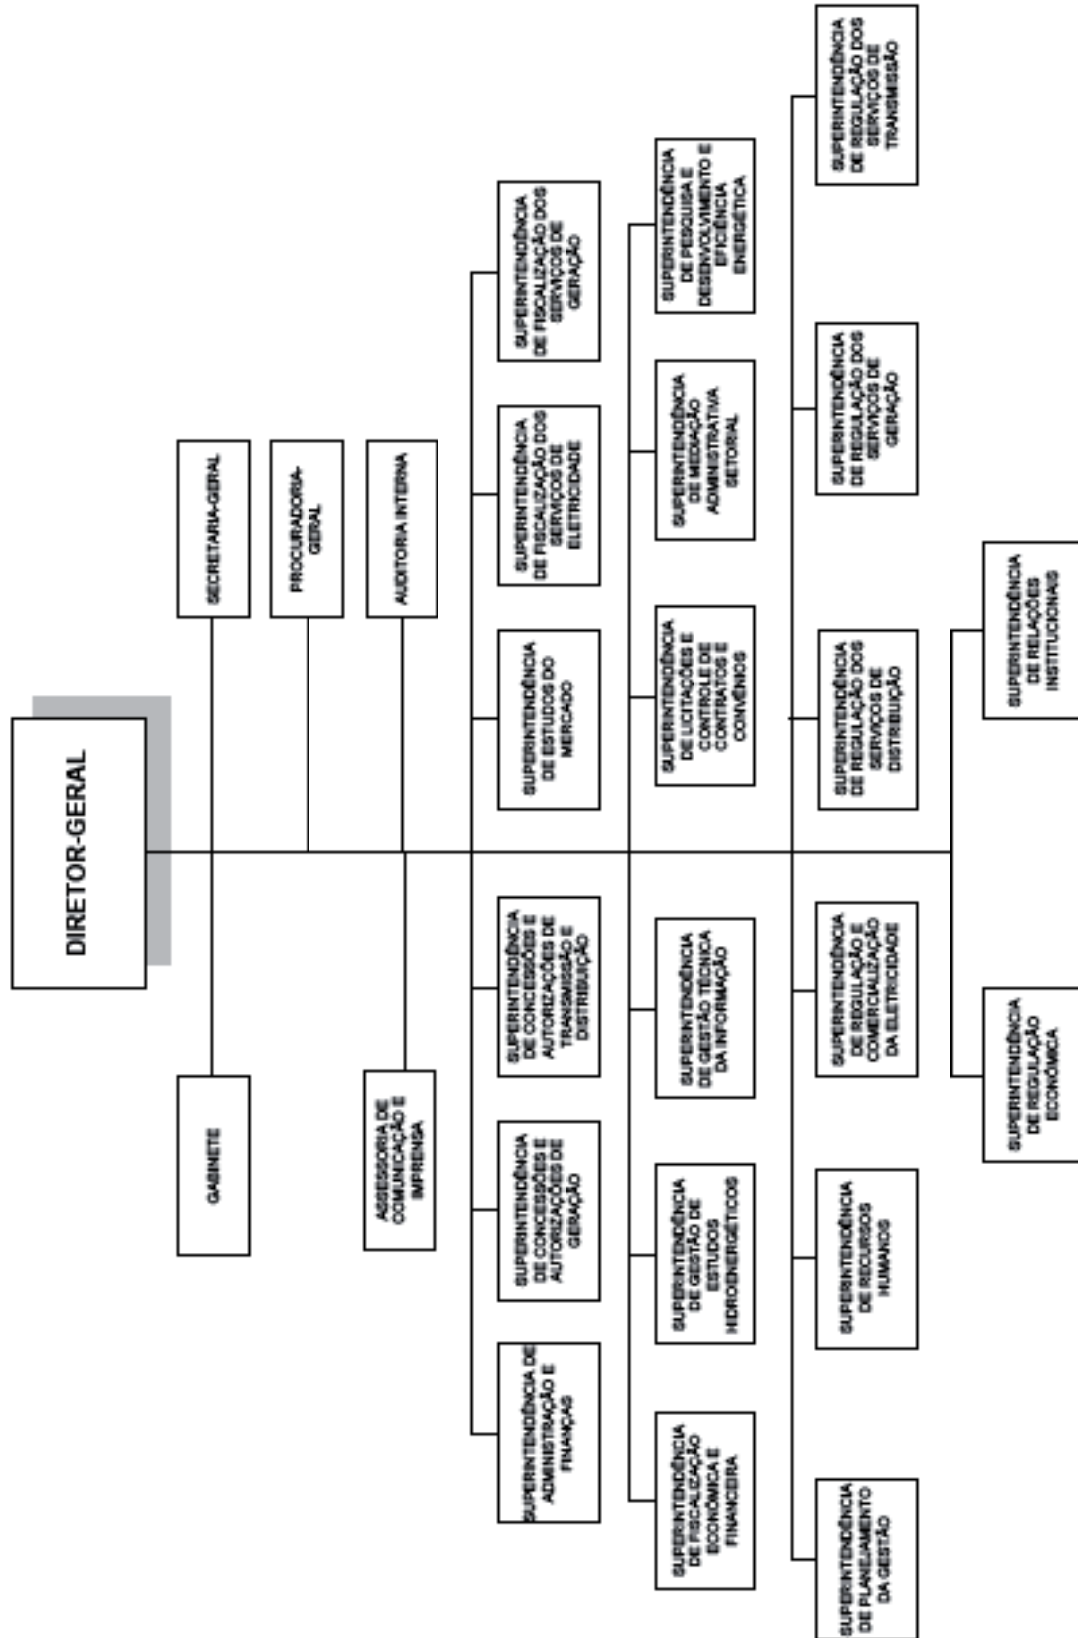 DIRETOR-GERAL
GABINETE
SECRETARIA-GERAL
PROCURADORIA-
GERAL
ASSESSORIA DE
COMUNICAÇÃO E
IMPRENSA
AUDITORIA INTERNA
SUPERINTENDÊNCIA DE
ADMINISTRAÇÃO E
FINANÇAS
SUPERINTENDÊNCIA
DE CONCESSÕES E
AUTORIZAÇÕES DE
GERAÇÃO
SUPERINTENDÊNCIA
DE CONCESSÕES E
AUTORIZAÇÕES DE
TRANSMISSÃO E
DISTRIBUIÇÃO
SUPERINTENDÊNCIA
DE ESTUDOS DO
MERCADO
SUPERINTENDÊNCIA
DE FISCALIZAÇÃO DOS
SERVIÇOS DE
ELETRICIDADE
SUPERINTENDÊNCIA
DE FISCALIZAÇÃO DOS
SERVIÇOS DE
GERAÇÃO
SUPERINTENDÊNCIA
DE FISCALIZAÇÃO
ECONÔMICA E
FINANCEIRA
SUPERINTENDÊNCIA
DE GESTÃO DE
ESTUDOS
HIDROENERGÉTICOS
SUPERINTENDÊNCIA
DE GESTÃO TÉCNICA
DA INFORMAÇÃO
SUPERINTENDÊNCIA
DE LICITAÇÕES E
CONTROLE DE
CONTRATOS E
CONVÊNIOS
SUPERINTENDÊNCIA
DE MEDIAÇÃO
ADMINISTRATIVA
SETORIAL
SUPERINTENDÊNCIA
DE PESQUISA E
DESENVOLVIMENTO E
EFICIÊNCIA
ENERGÉTICA
SUPERINTENDÊNCIA
DE PLANEJAMENTO
DA GESTÃO
SUPERINTENDÊNCIA
DE RECURSOS
HUMANOS
SUPERINTENDÊNCIA
DE REGULAÇÃO E
COMERCIALIZAÇÃO
DA ELETRICIDADE
SUPERINTENDÊNCIA
DE REGULAÇÃO DOS
SERVIÇOS DE
DISTRIBUIÇÃO
SUPERINTENDÊNCIA
DE REGULAÇÃO DOS
SERVIÇOS DE
GERAÇÃO
SUPERINTENDÊNCIA
DE REGULAÇÃO DOS
SERVIÇOS DE
TRANSMISSÃO
SUPERINTENDÊNCIA
DE REGULAÇÃO
ECONÔMICA
SUPERINTENDÊNCIA
DE RELAÇÕES
INSTITUCIONAIS